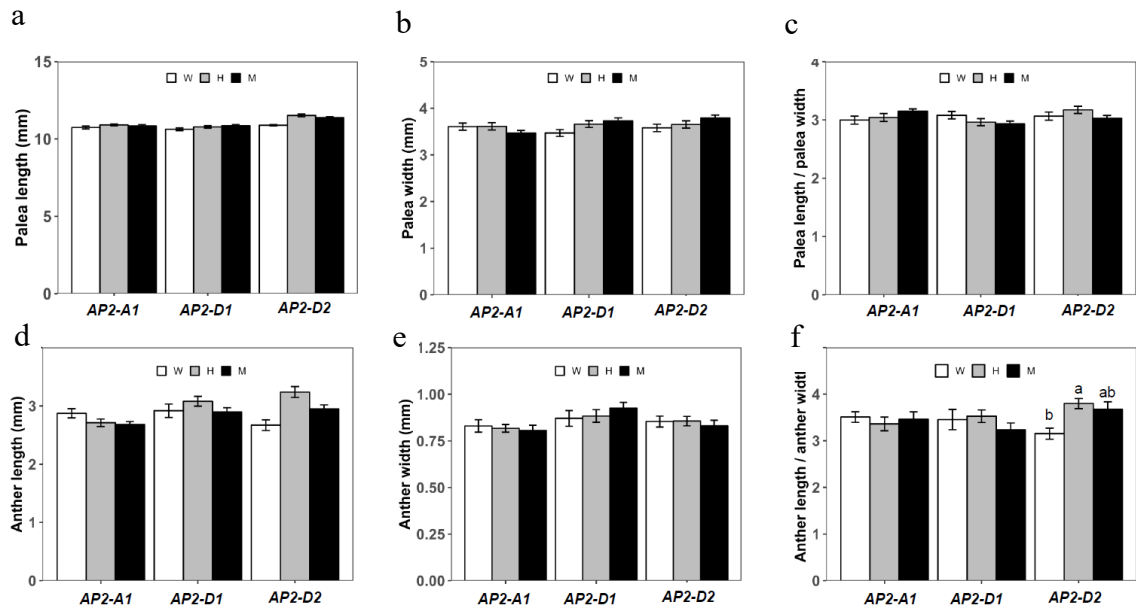 a
b
c
15
10
5
0
Palea length (mm)
W H M
AP2-A1 AP2-D1 AP2-D2
5
4
3
2
1
0
Palea width (mm)
W H M
AP2-A1 AP2-D1 AP2-D2
4
3
2
1
Palea length / palea width
W H M
AP2-A1 AP2-D1 AP2-D2
d
e
f
3
2
1
0
Anther length (mm)
W H M
AP2-A1 AP2-D1 AP2-D2
1.25
1.00
0.75
0.50
0.25
0.00
Anther width (mm)
W H M
AP2-A1 AP2-D1 AP2-D2
4
3
2
1
0
Anther length / anther widtl
W H M
b a ab
AP2-A1 AP2-D1 AP2-D2